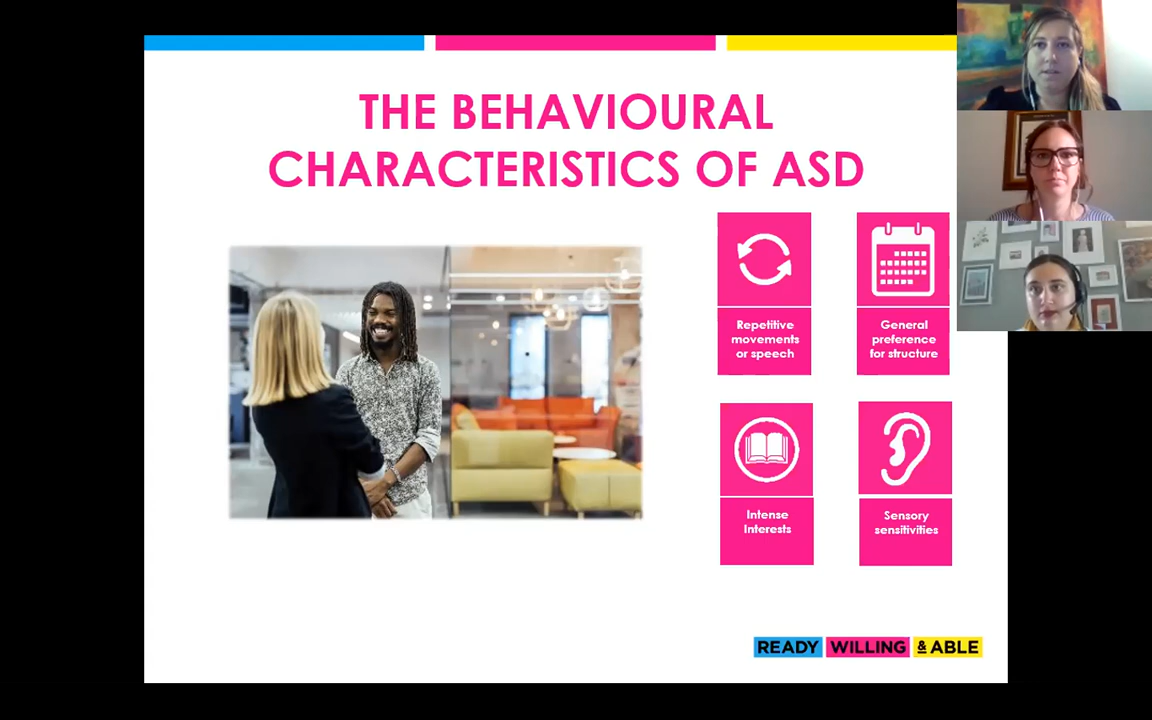 THE BEHAVIOURAL
CHARACTERISTICS OF ASD
Repetitive
movements
or speech
General
preference
for structure
Intense
Interests
Sensory
sensitivities
READY WILLING & ABLE